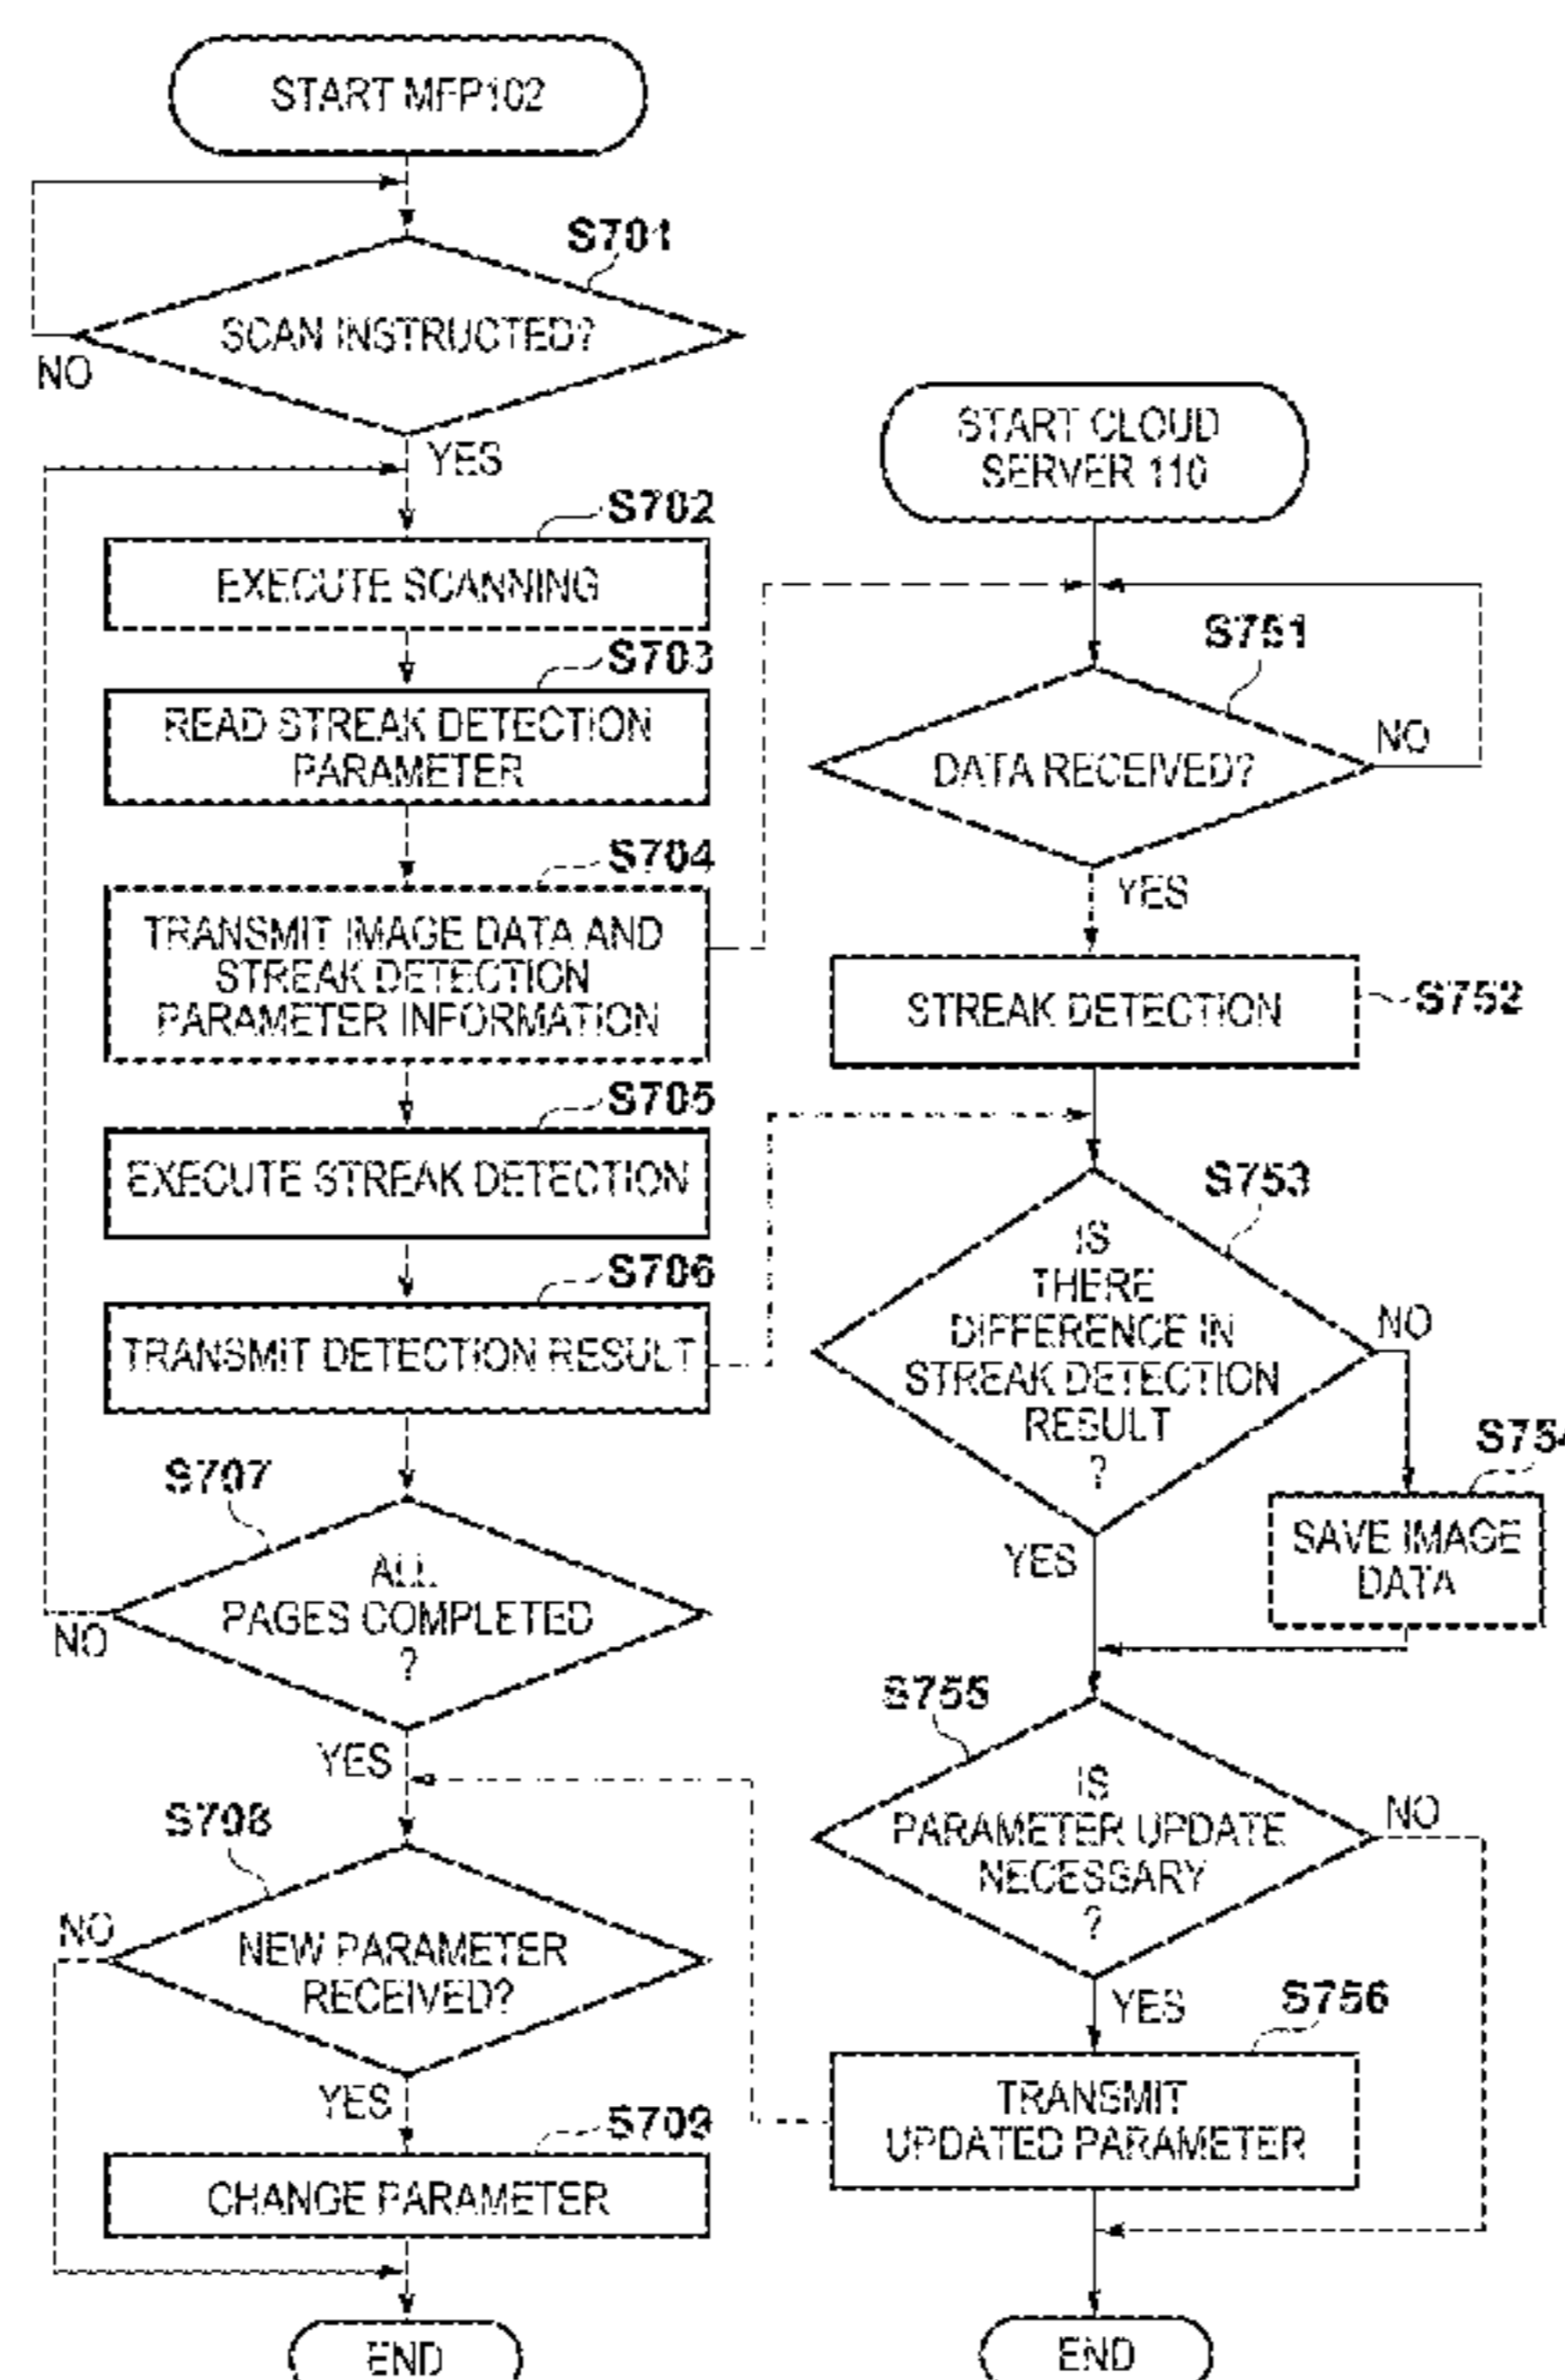 START MFP102
S701
SCAN INSTRUCTED?
NO
YES
S702
EXECUTE SCANNING
S703
READ STREAK DETECTION
PARAMETER
S704
TRANSMIT IMAGE DATA AND
STREAK DETECTION
PARAMETER INFORMATION
S705
EXECUTE STREAK DETECTION
S706
TRANSMIT DETECTION RESULT
S707
ALL
PAGES COMPLETED
?
NO
YES
S708
NO
NEW PARAMETER
RECEIVED?
YES
S709
CHANGE PARAMETER
END
START CLOUD
SERVER 110
S751
DATA RECEIVED?
NO
YES
STREAK DETECTION
S752
S753
IS
THERE
DIFFERENCE IN
STREAK DETECTION
RESULT
?
NO
YES
S754
SAVE IMAGE
DATA
S755
IS
PARAMETER UPDATE
NECESSARY
?
NO
YES
S756
TRANSMIT
UPDATED PARAMETER
END